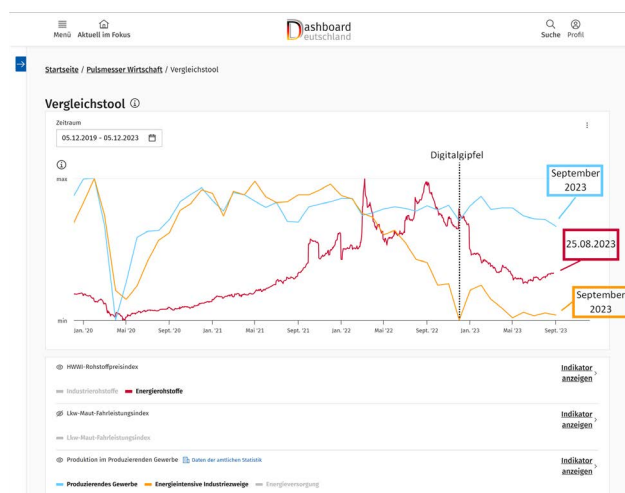 Menü
Aktuell im Fokus
Dashboard
Deutschland
Suche
Profil
Startseite / Pulsmesser Wirtschaft / Vergleichstool
Vergleichstool
Zeitraum
05.12.2019 - 05.12.2023
Digitalgipfel
max
September
2023
25.08.2023
September
2023
min
Jan. '20 Mai '20 Sept. '20 Jan. '21 Mai '21 Sept. '21 Jan. '22 Mai '22 Sept. '22 Jan. '23 Mai '23 Sept. '23
HWWI-Rohstoffpreisindex
Indikator
anzeigen
Industrierohstoffe Energierohstoffe
Lkw-Maut-Fahrleistungsindex
Indikator
anzeigen
Lkw-Maut-Fahrleistungsindex
Produktion im Produzierenden Gewerbe Daten der amtlichen Statistik
Indikator
anzeigen
Produzierendes Gewerbe Energieintensive Industriezweige Energieversorgung